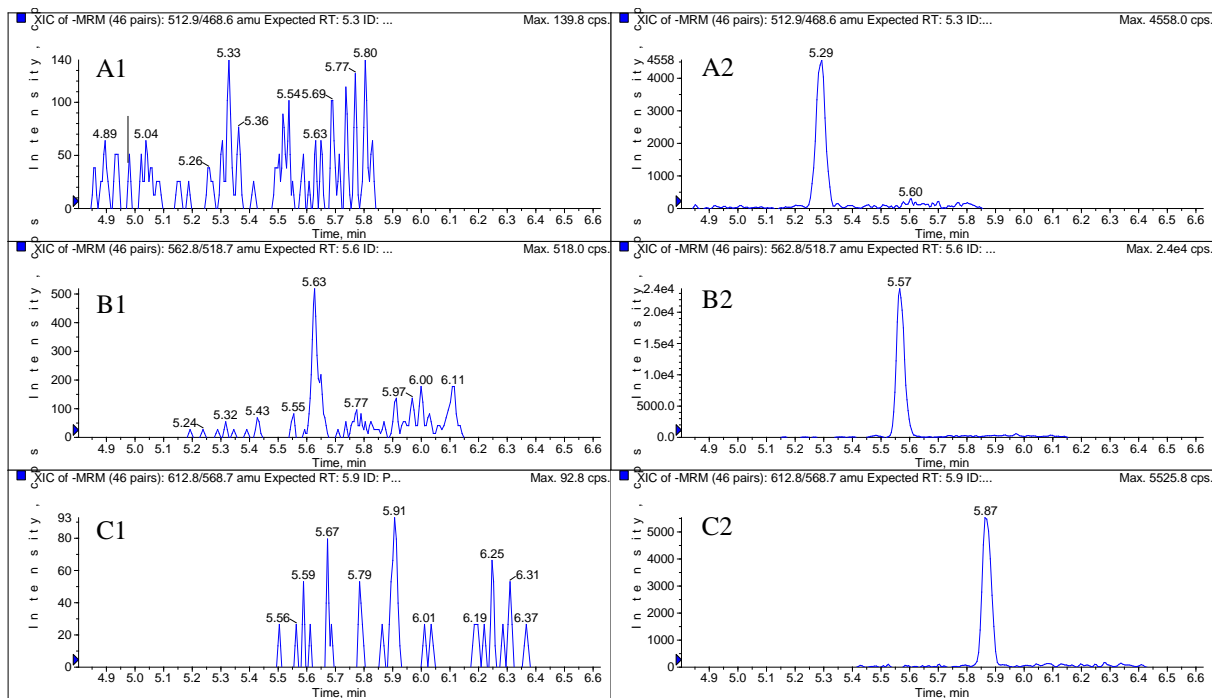 XIC of -MRM (46 pairs): 512.9/468.6 amu Expected RT: 5.3 ID: ... Max. 139.8 cps.
A1
Intensity, cps
140
100
50
0
4.89
5.04
5.26
5.33
5.36
5.54
5.63
5.69
5.77
5.80
4.9 5.0 5.1 5.2 5.3 5.4 5.5 5.6 5.7 5.8 5.9 6.0 6.1 6.2 6.3 6.4 6.5 6.6
Time, min
XIC of -MRM (46 pairs): 512.9/468.6 amu Expected RT: 5.3 ID:... Max. 4558.0 cps.
A2
Intensity, cps
4558
4000
3000
2000
1000
0
5.29
5.60
4.9 5.0 5.1 5.2 5.3 5.4 5.5 5.6 5.7 5.8 5.9 6.0 6.1 6.2 6.3 6.4 6.5 6.6
Time, min
XIC of -MRM (46 pairs): 562.8/518.7 amu Expected RT: 5.6 ID: ... Max. 518.0 cps.
B1
Intensity, cps
500
400
300
200
100
0
5.24
5.32
5.43
5.55
5.63
5.77
5.97
6.00
6.11
4.9 5.0 5.1 5.2 5.3 5.4 5.5 5.6 5.7 5.8 5.9 6.0 6.1 6.2 6.3 6.4 6.5 6.6
Time, min
XIC of -MRM (46 pairs): 562.8/518.7 amu Expected RT: 5.6 ID: ... Max. 2.4e4 cps.
B2
Intensity, cps
2.4e4
2.0e4
1.0e4
5000.0
0.0
5.57
4.9 5.0 5.1 5.2 5.3 5.4 5.5 5.6 5.7 5.8 5.9 6.0 6.1 6.2 6.3 6.4 6.5 6.6
Time, min
XIC of -MRM (46 pairs): 612.8/568.7 amu Expected RT: 5.9 ID: P... Max. 92.8 cps.
C1
Intensity, cps
93
80
60
40
20
0
5.56
5.59
5.67
5.79
5.91
6.01
6.19
6.25
6.31
6.37
4.9 5.0 5.1 5.2 5.3 5.4 5.5 5.6 5.7 5.8 5.9 6.0 6.1 6.2 6.3 6.4 6.5 6.6
Time, min
XIC of -MRM (46 pairs): 612.8/568.7 amu Expected RT: 5.9 ID:... Max. 5525.8 cps.
C2
Intensity, cps
5000
4000
3000
2000
1000
0
5.87
4.9 5.0 5.1 5.2 5.3 5.4 5.5 5.6 5.7 5.8 5.9 6.0 6.1 6.2 6.3 6.4 6.5 6.6
Time, min